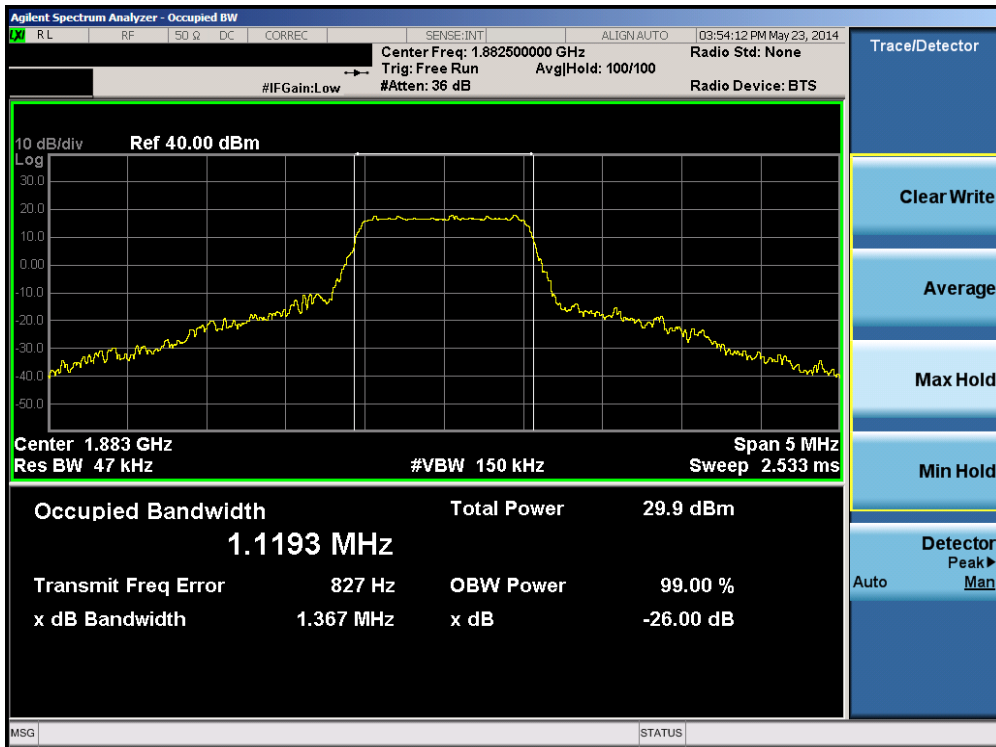 Agilent Spectrum Analyzer - Occupied BW
LXI RL RF 50 Ω DC CORREC SENSE:INT ALIGN AUTO 03:54:12 PM May 23, 2014
Center Freq: 1.882500000 GHz Radio Std: None
Trig: Free Run Avg|Hold: 100/100
#IFGain:Low #Atten: 36 dB Radio Device: BTS
Trace/Detector
10 dB/div Ref 40.00 dBm
Log
30.0
20.0
10.0
0.00
-10.0
-20.0
-30.0
-40.0
-50.0
Center 1.883 GHz Span 5 MHz
Res BW 47 kHz #VBW 150 kHz Sweep 2.533 ms
Occupied Bandwidth Total Power 29.9 dBm
1.1193 MHz
Transmit Freq Error 827 Hz OBW Power 99.00 %
x dB Bandwidth 1.367 MHz x dB -26.00 dB
Clear Write
Average
Max Hold
Min Hold
Detector
Peak▶
Auto Man
MSG STATUS